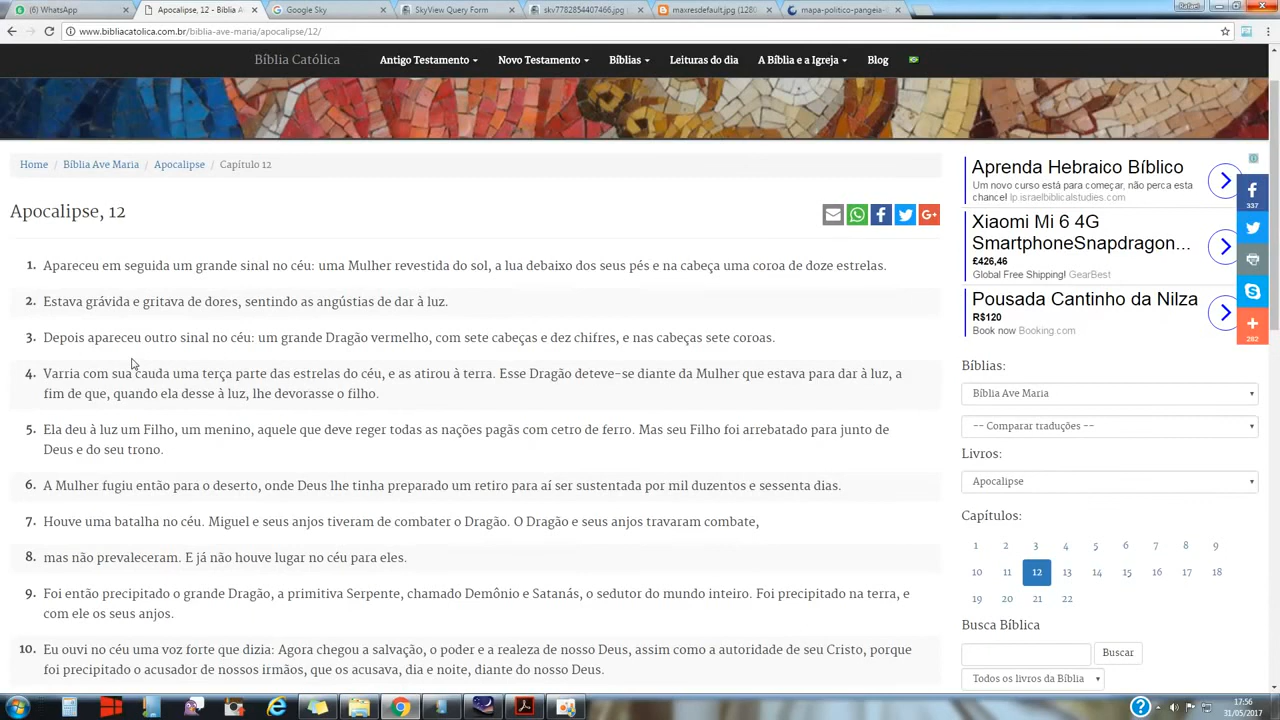 (6) WhatsApp
Apocalipse, 12 - Bíblia A
Google Sky
SkyView Query Form
skv7782854407466.jpg
maxresdefault.jpg (1280
mapa-politico-pangeia-
Rafael
www.bibliacatolica.com.br/biblia-ave-maria/apocalipse/12/
Bíblia Católica
Antigo Testamento
Novo Testamento
Bíblias
Leituras do dia
A Bíblia e a Igreja
Blog
Home / Bíblia Ave Maria / Apocalipse / Capítulo 12
Apocalipse, 12
1. Apareceu em seguida um grande sinal no céu: uma Mulher revestida do sol, a lua debaixo dos seus pés e na cabeça uma coroa de doze estrelas.
2. Estava grávida e gritava de dores, sentindo as angústias de dar à luz.
3. Depois apareceu outro sinal no céu: um grande Dragão vermelho, com sete cabeças e dez chifres, e nas cabeças sete coroas.
4. Varria com sua cauda uma terça parte das estrelas do céu, e as atirou à terra. Esse Dragão deteve-se diante da Mulher que estava para dar à luz, a
fim de que, quando ela desse à luz, lhe devorasse o filho.
5. Ela deu à luz um Filho, um menino, aquele que deve reger todas as nações pagãs com cetro de ferro. Mas seu Filho foi arrebatado para junto de
Deus e do seu trono.
6. A Mulher fugiu então para o deserto, onde Deus lhe tinha preparado um retiro para aí ser sustentada por mil duzentos e sessenta dias.
7. Houve uma batalha no céu. Miguel e seus anjos tiveram de combater o Dragão. O Dragão e seus anjos travaram combate,
8. mas não prevaleceram. E já não houve lugar no céu para eles.
9. Foi então precipitado o grande Dragão, a primitiva Serpente, chamado Demônio e Satanás, o sedutor do mundo inteiro. Foi precipitado na terra, e
com ele os seus anjos.
10. Eu ouvi no céu uma voz forte que dizia: Agora chegou a salvação, o poder e a realeza de nosso Deus, assim como a autoridade de seu Cristo, porque
foi precipitado o acusador de nossos irmãos, que os acusava, dia e noite, diante do nosso Deus.
Aprenda Hebraico Bíblico
Um novo curso está para começar, não perca esta
chance! lp.israelbiblicalstudies.com
Xiaomi Mi 6 4G
SmartphoneSnapdragon...
£426,46
Global Free Shipping! GearBest
Pousada Cantinho da Nilza
R$120
Book now Booking.com
337
282
Bíblias:
Bíblia Ave Maria
-- Comparar traduções --
Livros:
Apocalipse
Capítulos:
1 2 3 4 5 6 7 8 9
10 11 12 13 14 15 16 17 18
19 20 21 22
Busca Bíblica
Buscar
Todos os livros da Bíblia
17:56
31/05/2017